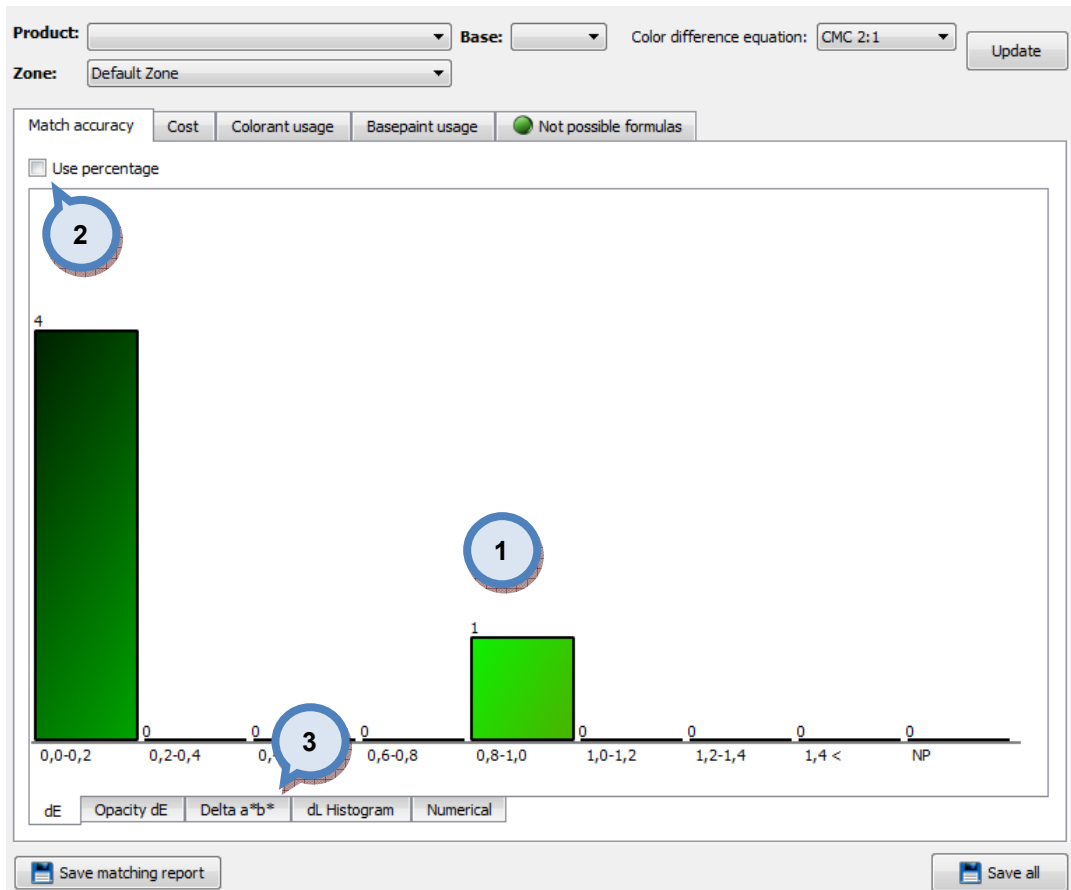 Product: Base: Color difference equation: CMC 2:1 Update
Zone: Default Zone
Match accuracy Cost Colorant usage Basepaint usage Not possible formulas
Use percentage
2
4
1
1
0 0 0 0 0 0 0
3
0,0-0,2 0,2-0,4 0,6-0,8 0,8-1,0 1,0-1,2 1,2-1,4 1,4 < NP
dE Opacity dE Delta a*b* dL Histogram Numerical
Save matching report Save all